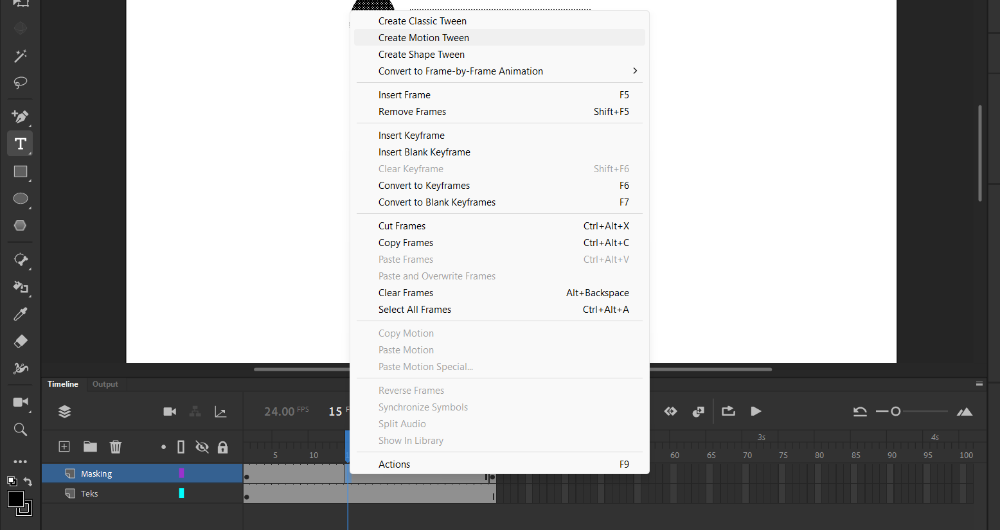 Create Classic Tween
Create Motion Tween
Create Shape Tween
Convert to Frame-by-Frame Animation
Insert Frame F5
Remove Frames Shift+F5
Insert Keyframe
Insert Blank Keyframe
Clear Keyframe Shift+F6
Convert to Keyframes F6
Convert to Blank Keyframes F7
Cut Frames Ctrl+Alt+X
Copy Frames Ctrl+Alt+C
Paste Frames Ctrl+Alt+V
Paste and Overwrite Frames
Clear Frames Alt+Backspace
Select All Frames Ctrl+Alt+A
Copy Motion
Paste Motion
Paste Motion Special...
Reverse Frames
Synchronize Symbols
Split Audio
Show In Library
Actions F9
T
Timeline Output
24.00 FPS 15 F
3s 4s
5 10 60 65 70 75 80 85 90 95 100
Masking
Teks